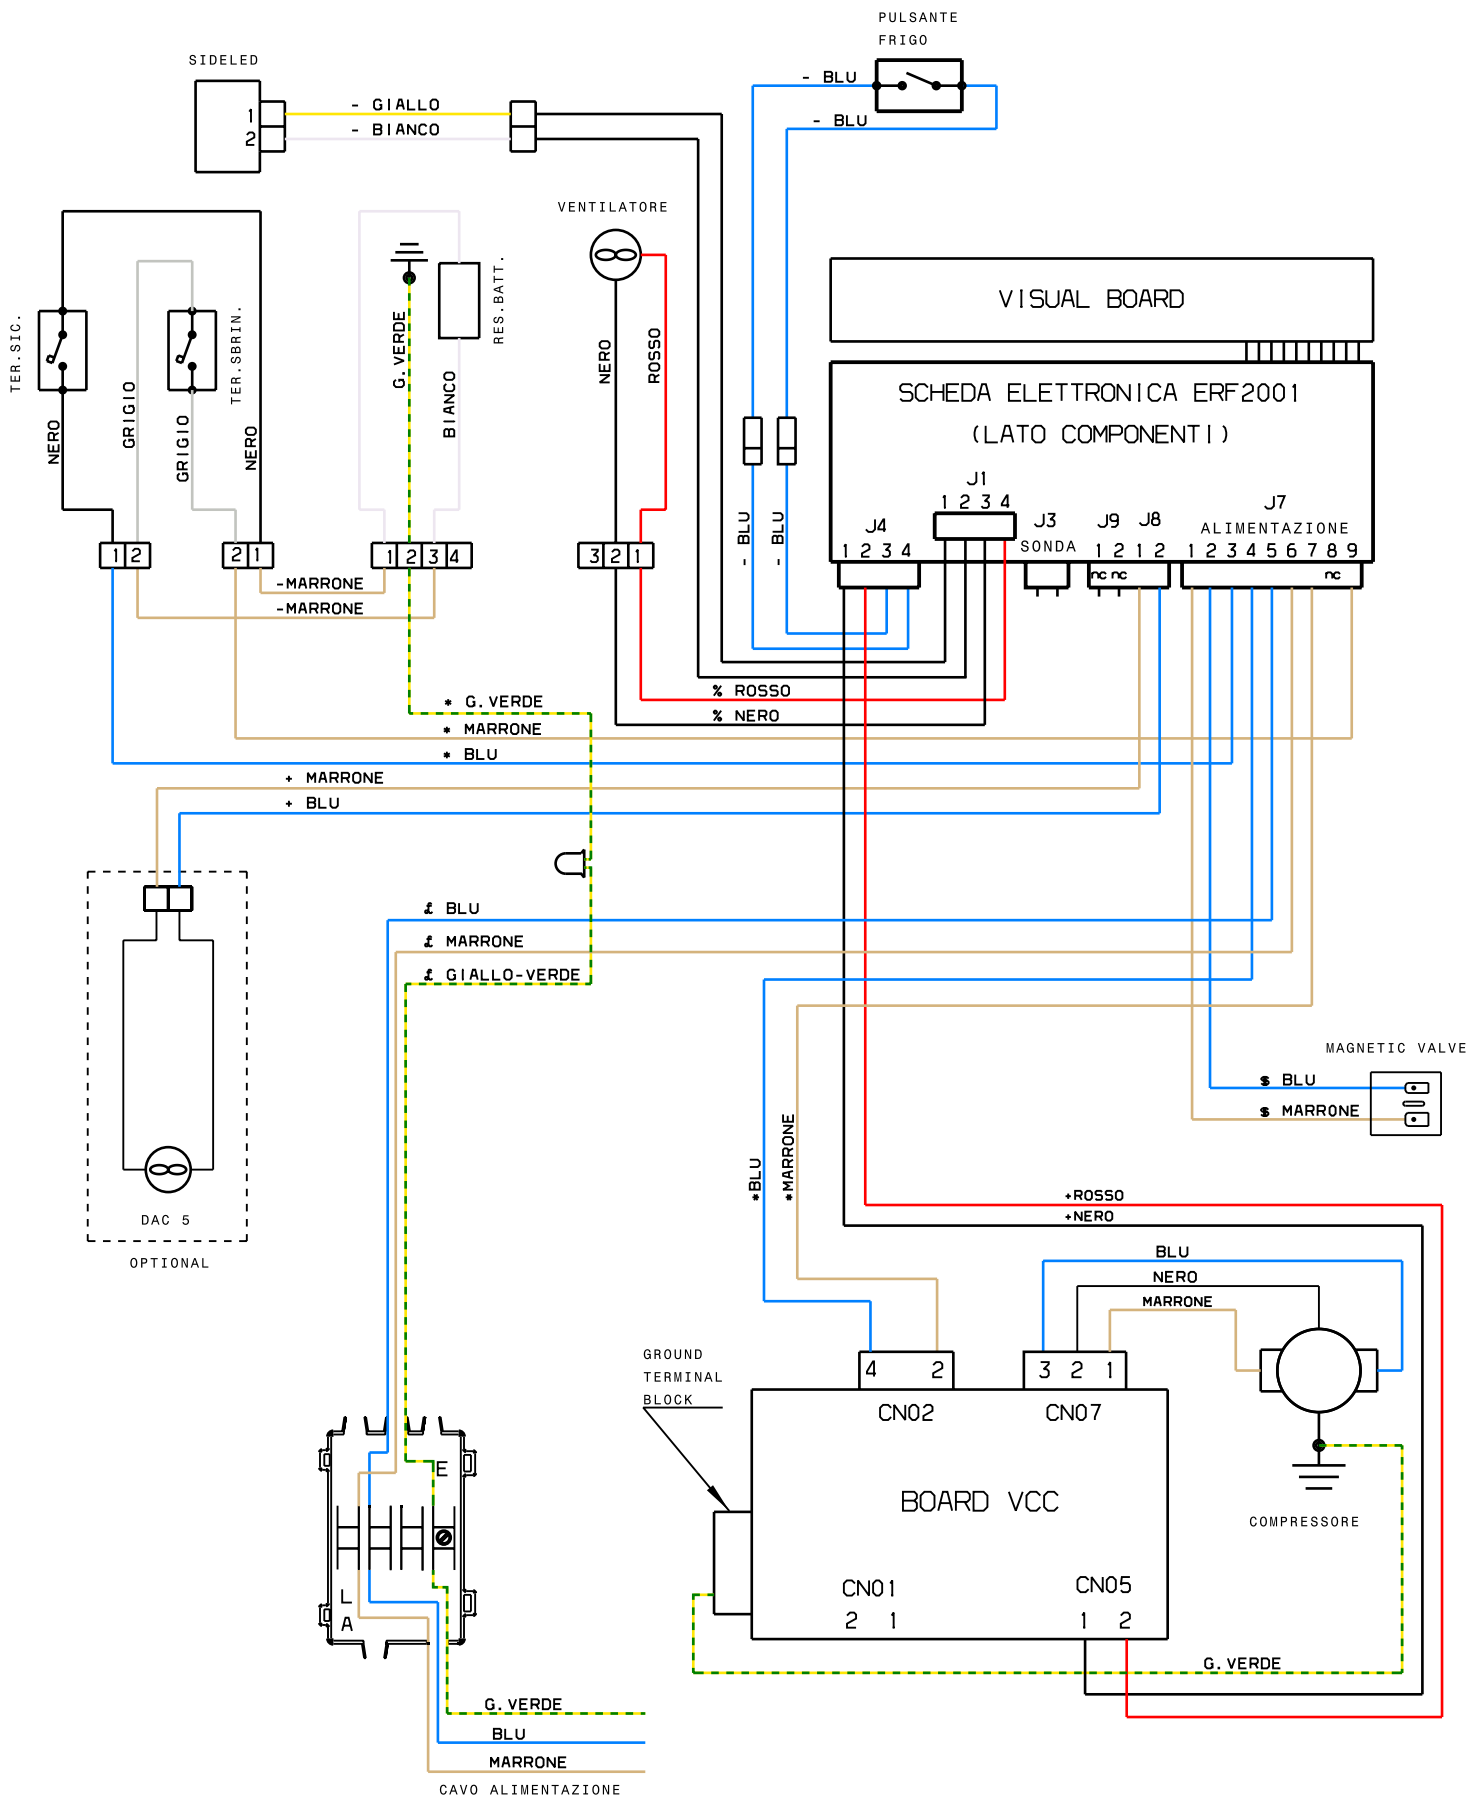 PULSANTE
FRIGO
SIDELED
- BLU
- GIALLO
1
- BLU
- BIANCO
2
VENTILATORE
VISUAL BOARD
TER.SIC.
TER.SBRIN.
RES.BATT.
G.VERDE
NERO
ROSSO
GRIGIO
BIANCO
NERO
GRIGIO
NERO
SCHEDA ELETTRONICA ERF2001
(LATO COMPONENTI)
J1
1 2 3 4
J4
J3
J9
J8
J7
SONDA
ALIMENTAZIONE
- BLU
- BLU
1 2 3 4
1 2 1 2
1 2 3 4 5 6 7 8 9
nc nc
nc
1 2
2 1
1 2 3 4
3 2 1
-MARRONE
-MARRONE
% ROSSO
* G.VERDE
% NERO
* MARRONE
* BLU
+ MARRONE
+ BLU
£ BLU
£ MARRONE
£ GIALLO-VERDE
MAGNETIC VALVE
$ BLU
$ MARRONE
*BLU
*MARRONE
+ROSSO
+NERO
DAC 5
OPTIONAL
BLU
NERO
MARRONE
GROUND
TERMINAL
BLOCK
4 2
3 2 1
CN02
CN07
E
BOARD VCC
COMPRESSORE
L
A
CN01
CN05
2 1
1 2
G.VERDE
G.VERDE
BLU
MARRONE
CAVO ALIMENTAZIONE